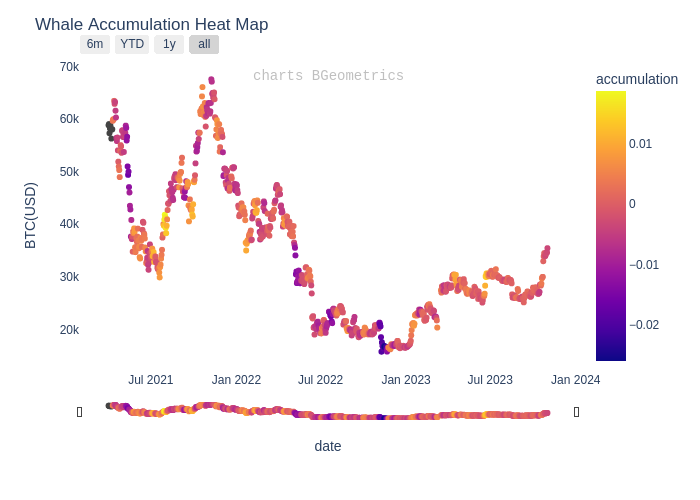 Whale Accumulation Heat Map
6m YTD 1y all
charts BGeometrics
accumulation
70k
60k
50k
40k
30k
20k
BTC(USD)
0.01
0
−0.01
−0.02
Jul 2021 Jan 2022 Jul 2022 Jan 2023 Jul 2023 Jan 2024
date